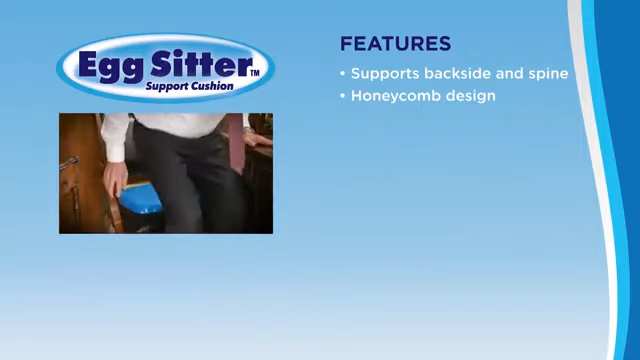 Egg Sitter™
Support Cushion
FEATURES
• Supports backside and spine
• Honeycomb design